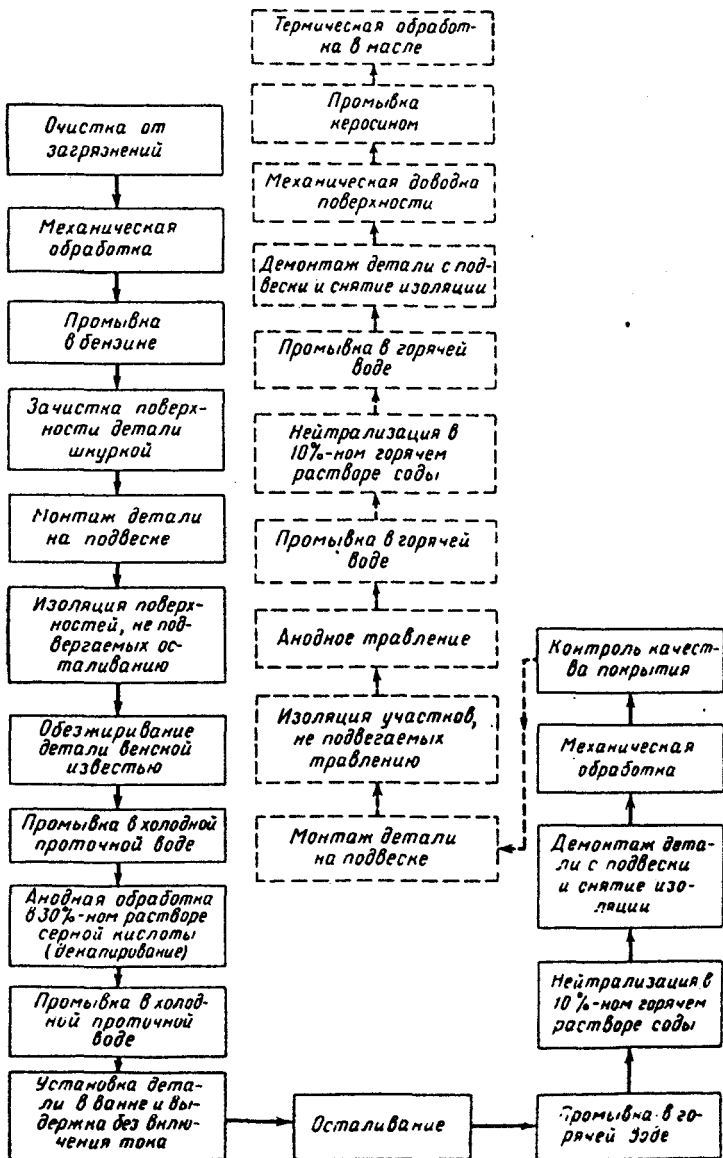 Очистка от
загрязнений
Механическая
обработка
Промывка
в бензине
Зачистка поверх-
ности детали
шкуркой
Монтаж детали
на подвеске
Изоляция поверх-
ностей, не под-
вергаемых ос-
таливанию
Обезжиривание
детали венской
известью
Промывка в холодной
проточной воде
Анодная обработка
в 30%-ном растворе
серной кислоты
(декапирование)
Промывка в холод-
ной проточной
воде
Установка дета-
ли в ванне и вы-
держка без вклю-
чения тока
Осталивание
Промывка в го-
рячей воде
Нейтрализация в
10%-ном горячем
растворе соды
Демонтаж дета-
ли с подвески
и снятие изо-
ляции
Механическая
обработка
Контроль качест-
ва покрытия
Монтаж детали
на подвеске
Изоляция участков,
не подвегаемых
травлению
Анодное травление
Промывка в горячей
воде
Нейтрализация в
10%-ном горячем
растворе соды
Промывка в горячей
воде
Демонтаж детали с под-
вески и снятие изоляции
Механическая доводка
поверхности
Промывка
керосином
Термическая обработ-
ка в масле